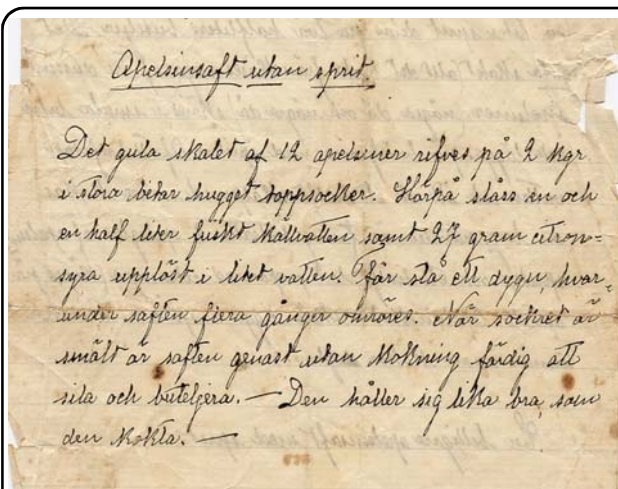 Apelsinsaft utan sprit.
Det gula skalet af 12 apelsiner rifves på 2 kgr
i stora bitar hugget toppsocker. Härpå slåss en och
en half liter friskt källvatten samt 27 gram citron=
syra upplöst i litet vatten. Får stå ett dygn, hvar-
under saften flera gånger omröres. När sockret är
smält är saften genast utan kokning färdig att
sila och buteljera. — Den håller sig lika bra som
den kokta. —